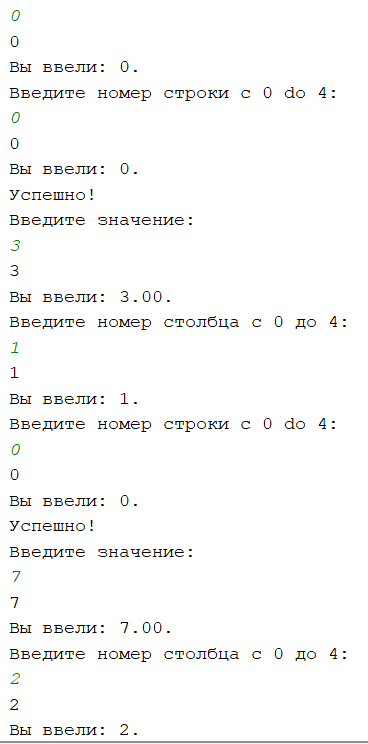 0
0
Вы ввели: 0.
Введите номер строки с 0 do 4:
0
0
Вы ввели: 0.
Успешно!
Введите значение:
3
3
Вы ввели: 3.00.
Введите номер столбца с 0 до 4:
1
1
Вы ввели: 1.
Введите номер строки с 0 do 4:
0
0
Вы ввели: 0.
Успешно!
Введите значение:
7
7
Вы ввели: 7.00.
Введите номер столбца с 0 до 4:
2
2
Вы ввели: 2.